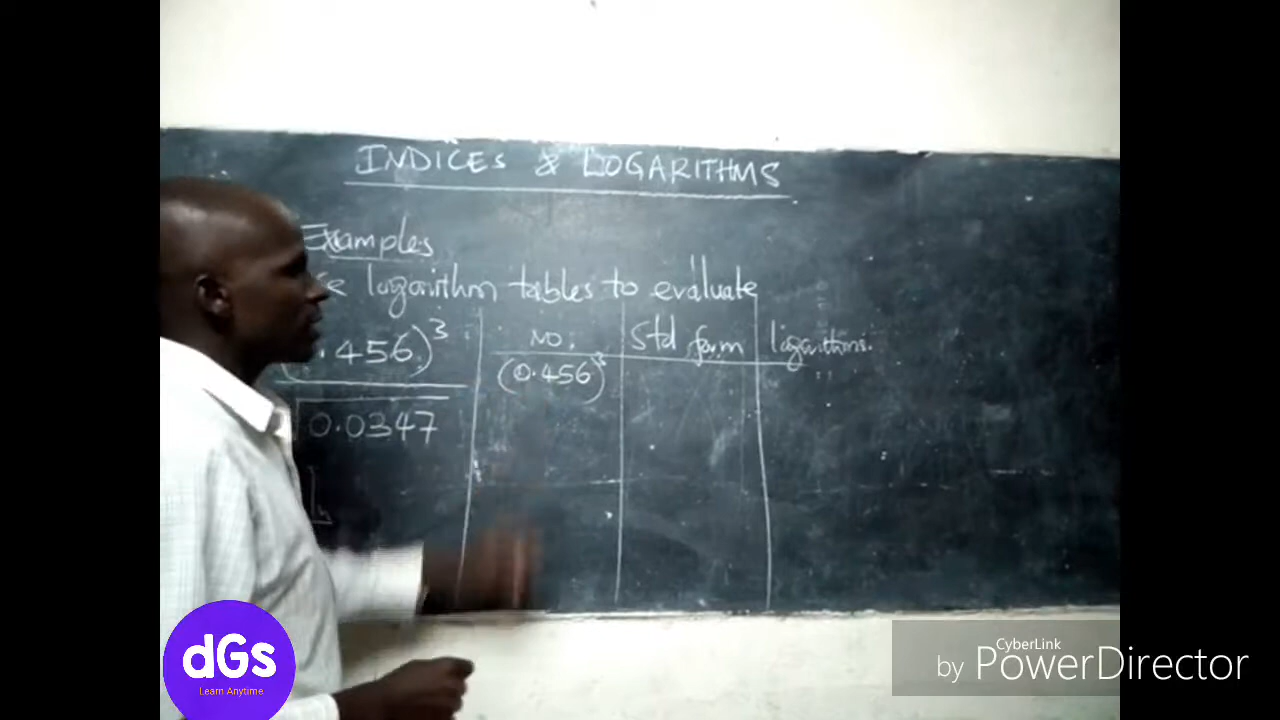 INDICES & LOGARITHMS
Examples
logarithm tables to evaluate
.456)³
0.0347
No. Std form logarithms.
(0.456)³
dGs
Learn Anytime
CyberLink
by PowerDirector